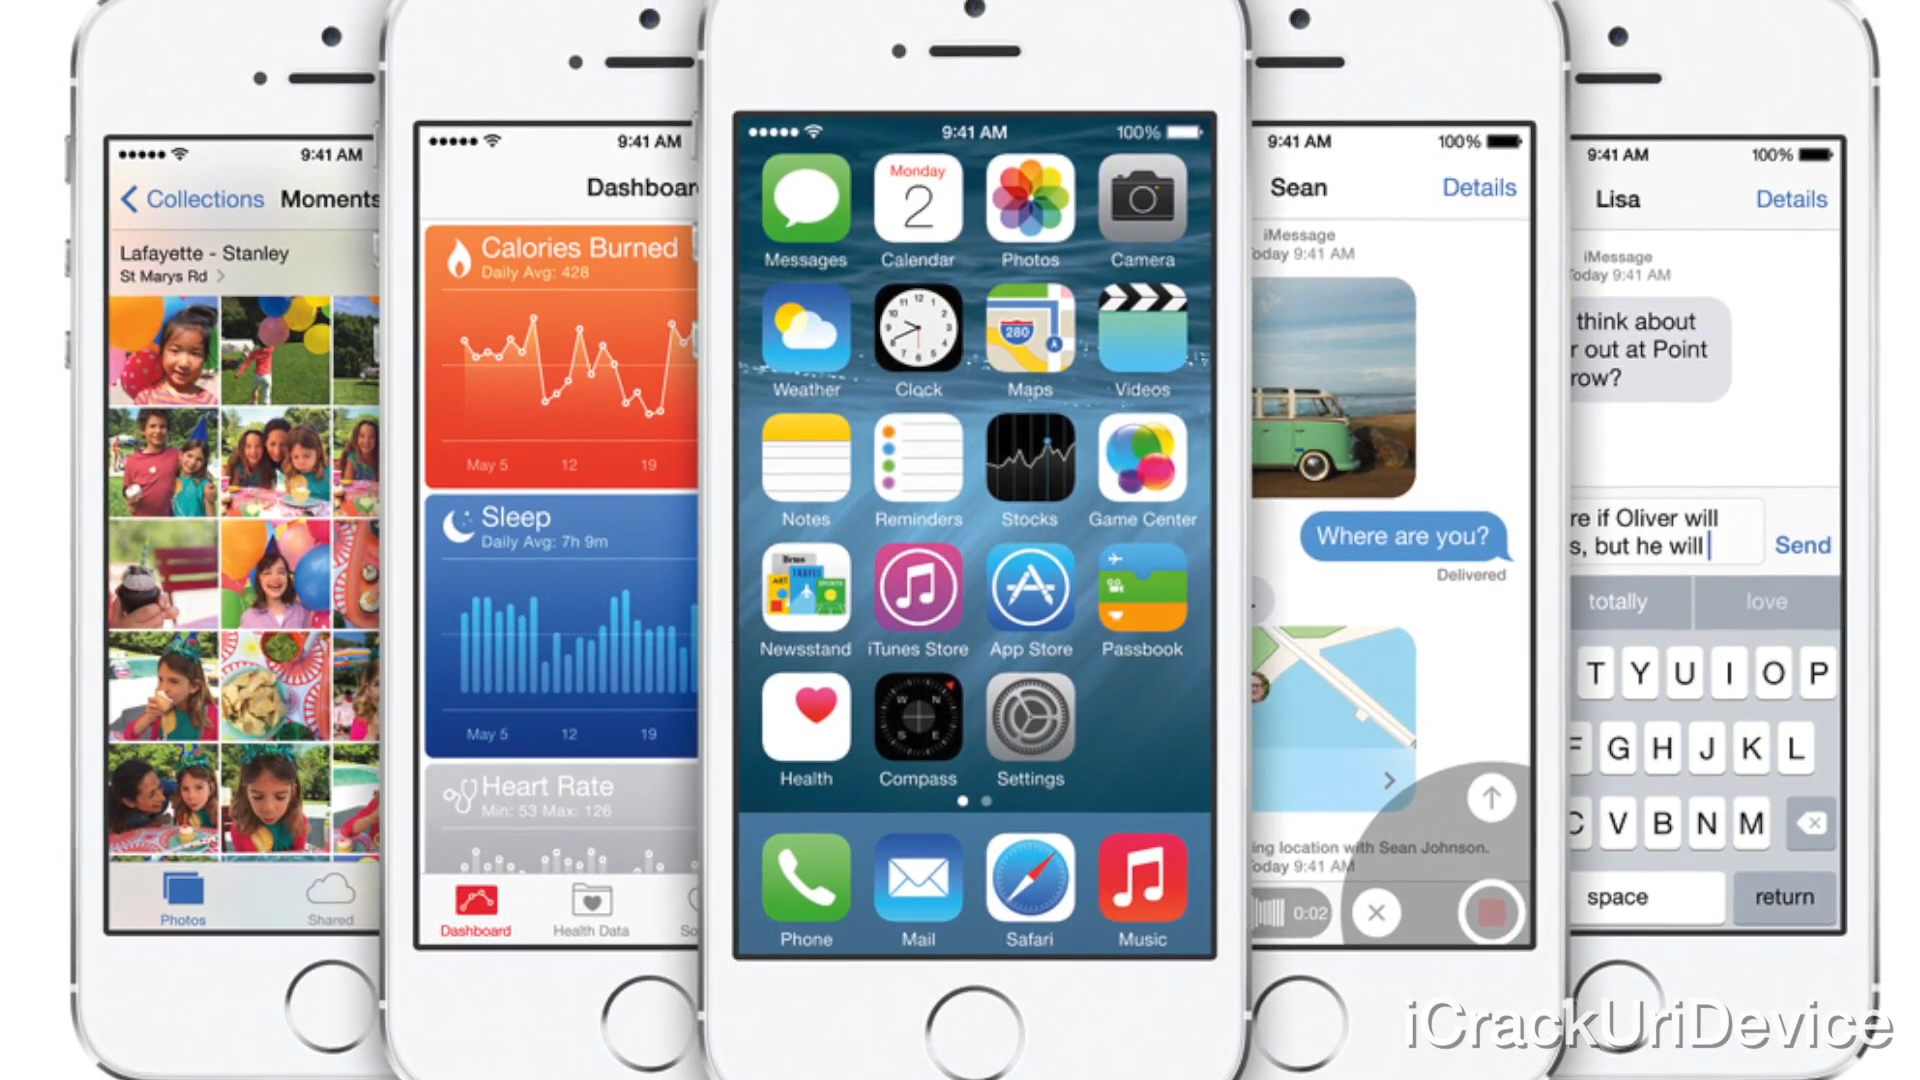 9:41 AM
Collections Moments
Lafayette - Stanley
St Marys Rd
Photos
Shared
9:41 AM
Dashboar
Calories Burned
Daily Avg: 428
May 5 12 19
Sleep
Daily Avg: 7h 9m
May 5 12 19
Heart Rate
Min: 53 Max: 126
Dashboard
Health Data
So
9:41 AM 100%
Monday
2
Messages Calendar Photos Camera
280
Weather Clock Maps Videos
Notes Reminders Stocks Game Center
Newsstand iTunes Store App Store Passbook
Health Compass Settings
Phone Mail Safari Music
9:41 AM 100%
Sean Details
iMessage
oday 9:41 AM
Where are you?
Delivered
ing location with Sean Johnson.
oday 9:41 AM
0:02
9:41 AM 100%
Lisa Details
iMessage
oday 9:41 AM
think about
r out at Point
row?
re if Oliver will
s, but he will
Send
totally love
T Y U I O P
F G H J K L
C V B N M
space return
iCrackUriDevice